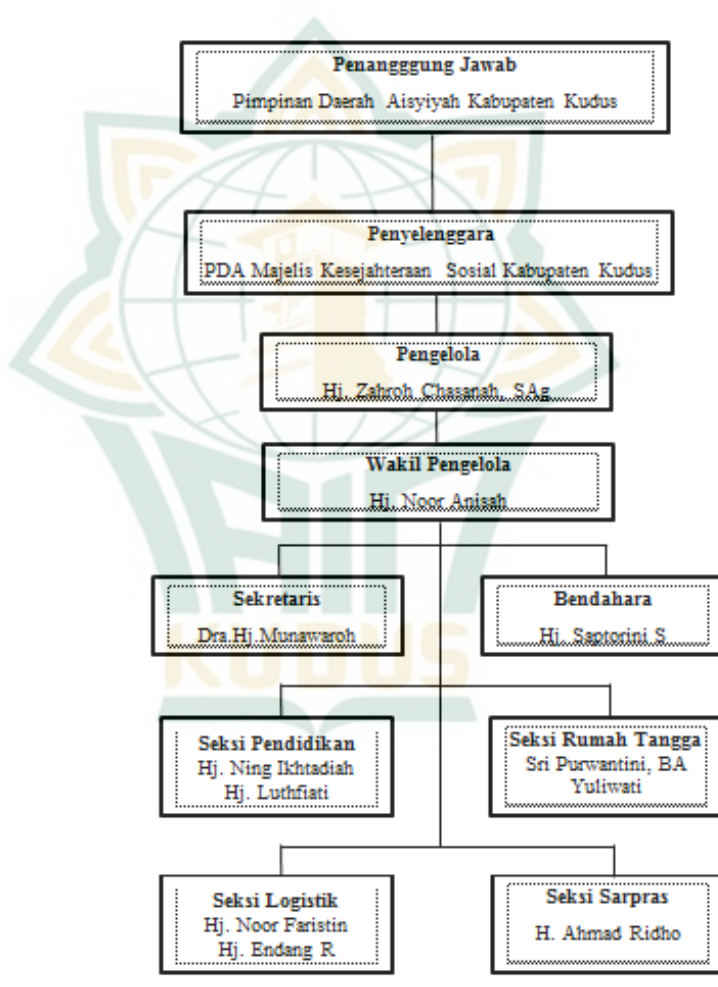 Penangggung Jawab
Pimpinan Daerah Aisyiyah Kabupaten Kudus
Penyelenggara
PDA Majelis Kesejahteraan Sosial Kabupaten Kudus
Pengelola
Hj. Zahroh Chasanah, SAg
Wakil Pengelola
Hj. Noor Anisah
Sekretaris
Dra.Hj.Munawaroh
Bendahara
Hj. Saptorini S
KUDUS
Seksi Pendidikan
Hj. Ning Ikhtadiah
Hj. Luthfiati
Seksi Rumah Tangga
Sri Purwantini, BA
Yuliwati
Seksi Logistik
Hj. Noor Faristin
Hj. Endang R
Seksi Sarpras
H. Ahmad Ridho